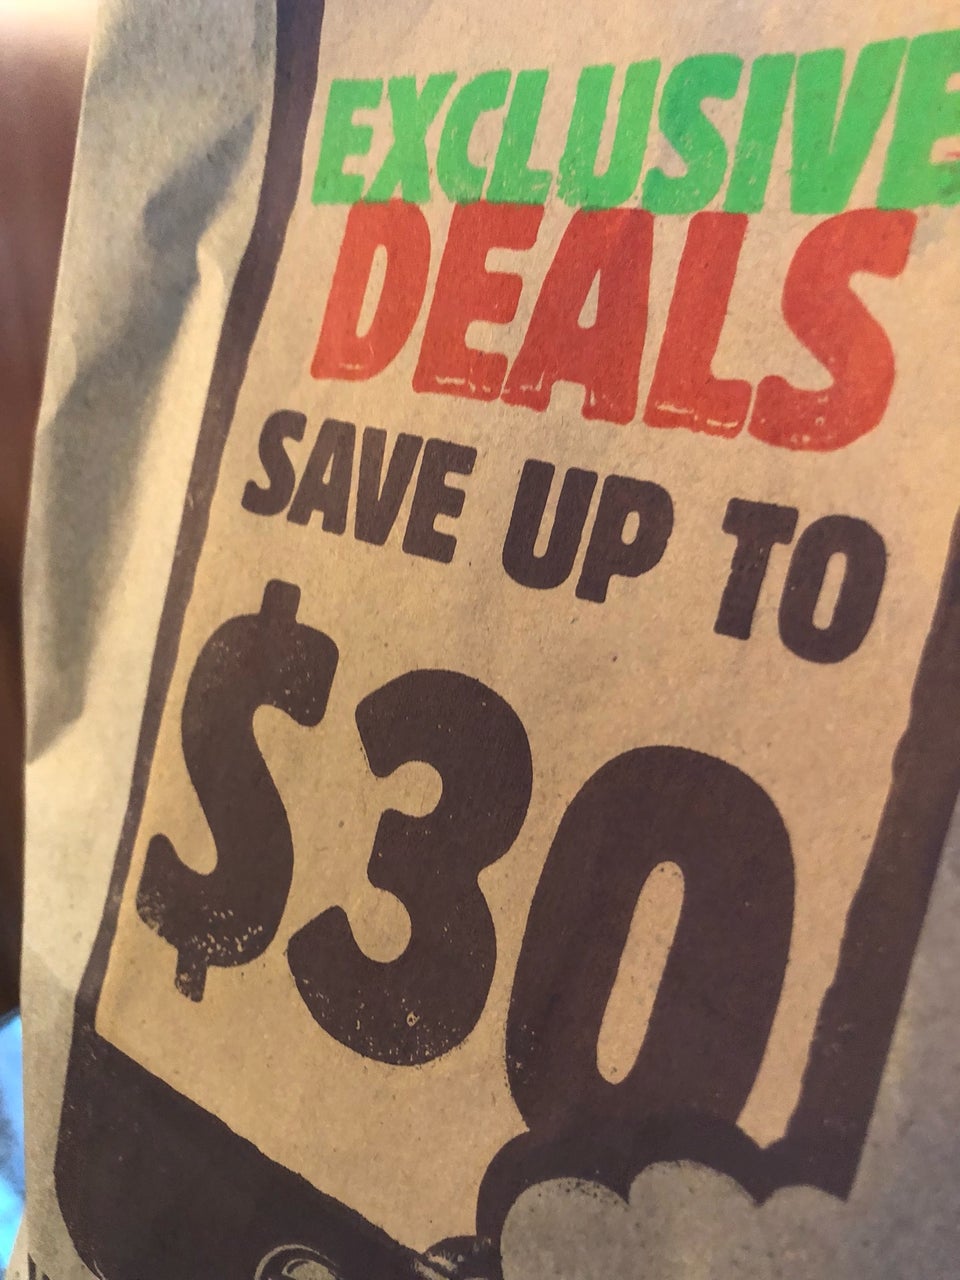 EXCLUSIVE
DEALS
SAVE UP TO
$30